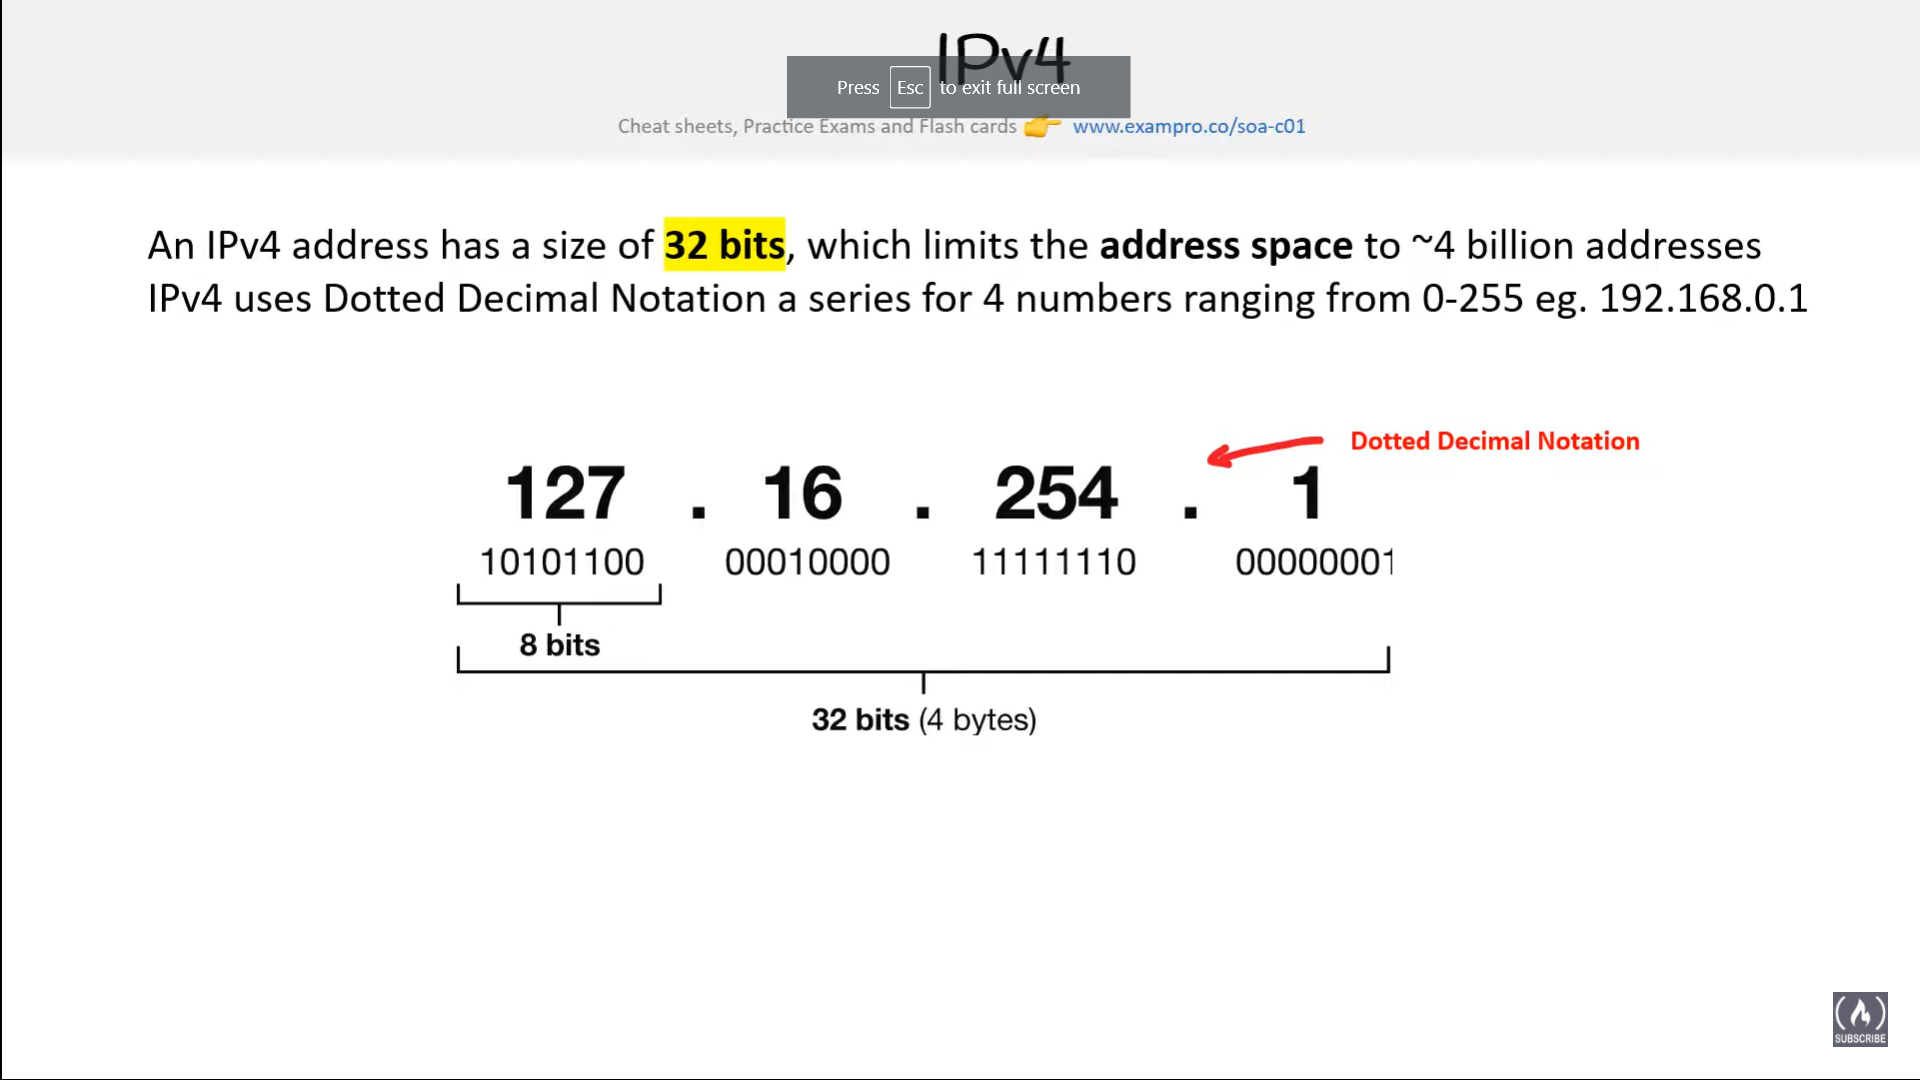 IPv4
Press Esc to exit full screen
Cheat sheets, Practice Exams and Flash cards 👉 www.exampro.co/soa-c01
An IPv4 address has a size of 32 bits, which limits the address space to ~4 billion addresses
IPv4 uses Dotted Decimal Notation a series for 4 numbers ranging from 0-255 eg. 192.168.0.1
Dotted Decimal Notation
127 . 16 . 254 . 1
10101100 00010000 11111110 00000001
8 bits
32 bits (4 bytes)
SUBSCRIBE